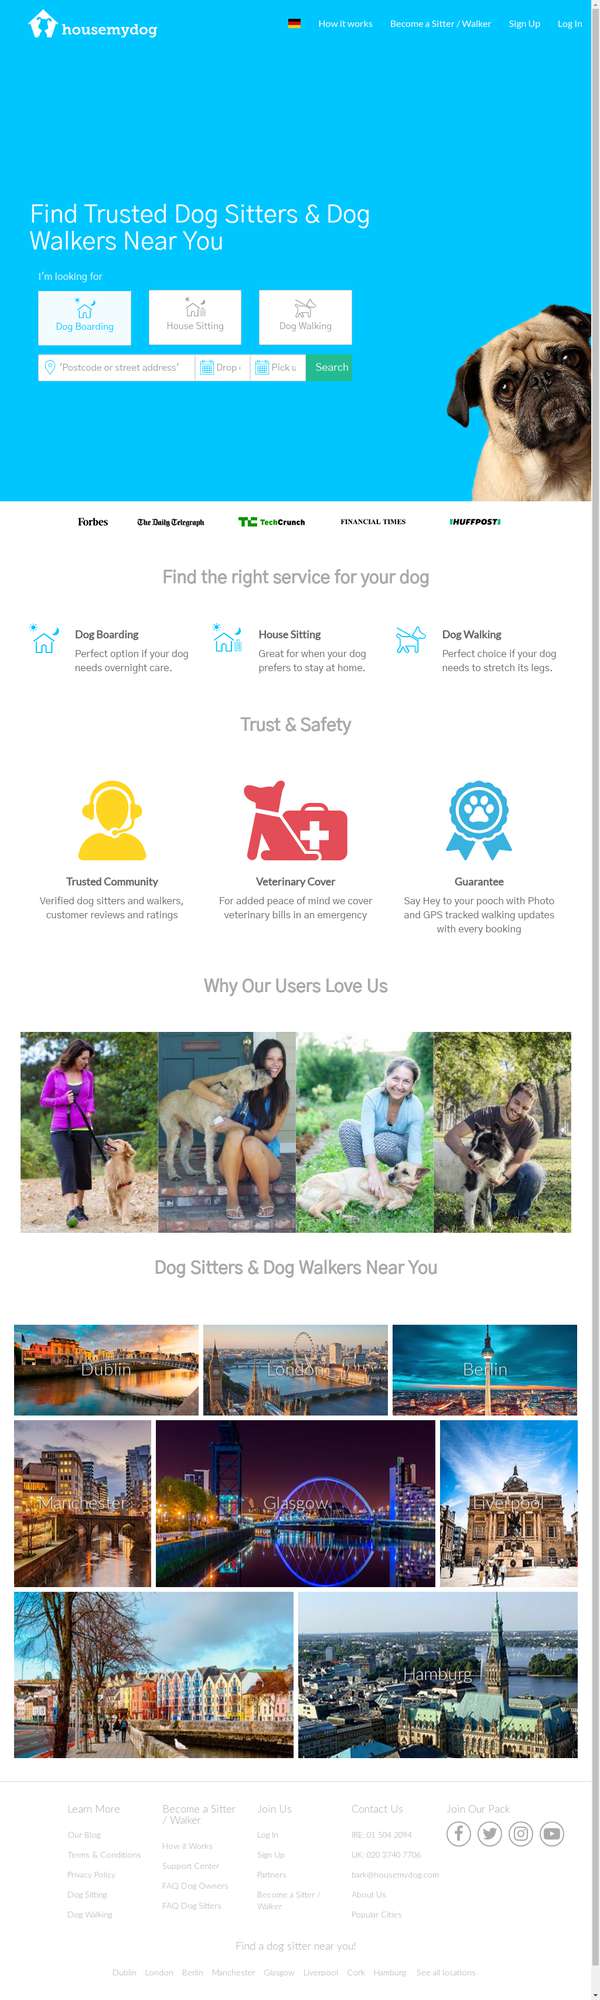 housemydog
How it works
Become a Sitter / Walker
Sign Up
Log In
Find Trusted Dog Sitters & Dog
Walkers Near You
I'm looking for
Dog Boarding
House Sitting
Dog Walking
'Postcode or street address'
Drop
Pick u
Search
Forbes
The Daily Telegraph
TC TechCrunch
FINANCIAL TIMES
HUFFPOST
Find the right service for your dog
Dog Boarding
Perfect option if your dog
needs overnight care.
House Sitting
Great for when your dog
prefers to stay at home.
Dog Walking
Perfect choice if your dog
needs to stretch its legs.
Trust & Safety
Trusted Community
Verified dog sitters and walkers,
customer reviews and ratings
Veterinary Cover
For added peace of mind we cover
veterinary bills in an emergency
Guarantee
Say Hey to your pooch with Photo
and GPS tracked walking updates
with every booking
Why Our Users Love Us
Dog Sitters & Dog Walkers Near You
Dublin
London
Berlin
Manchester
Glasgow
Liverpool
Hamburg
Learn More
Our Blog
Terms & Conditions
Privacy Policy
Dog Sitting
Dog Walking
Become a Sitter
/ Walker
How it Works
Support Center
FAQ Dog Owners
FAQ Dog Sitters
Join Us
Log In
Sign Up
Partners
Become a Sitter /
Walker
Contact Us
IRE: 01 594 2094
UK: 020 3740 7706
bark@housemydog.com
About Us
Popular Cities
Join Our Pack
Find a dog sitter near you!
Dublin London Berlin Manchester Glasgow Liverpool Cork Hamburg See all locations